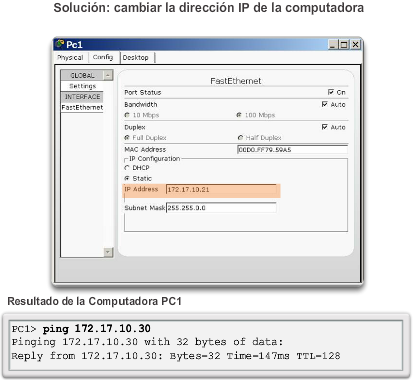 Solución: cambiar la dirección IP de la computadora
Pc1
Physical Config Desktop
GLOBAL
Settings
INTERFACE
FastEthernet
FastEthernet
Port Status On
Bandwidth Auto
10 Mbps 100 Mbps
Duplex Auto
Full Duplex Half Duplex
MAC Address 00D0.FF79.59A5
IP Configuration
DHCP
Static
IP Address 172.17.10.21
Subnet Mask 255.255.0.0
Resultado de la Computadora PC1
PC1> ping 172.17.10.30
Pinging 172.17.10.30 with 32 bytes of data:
Reply from 172.17.10.30: Bytes-32 Time-147ms TTL-128